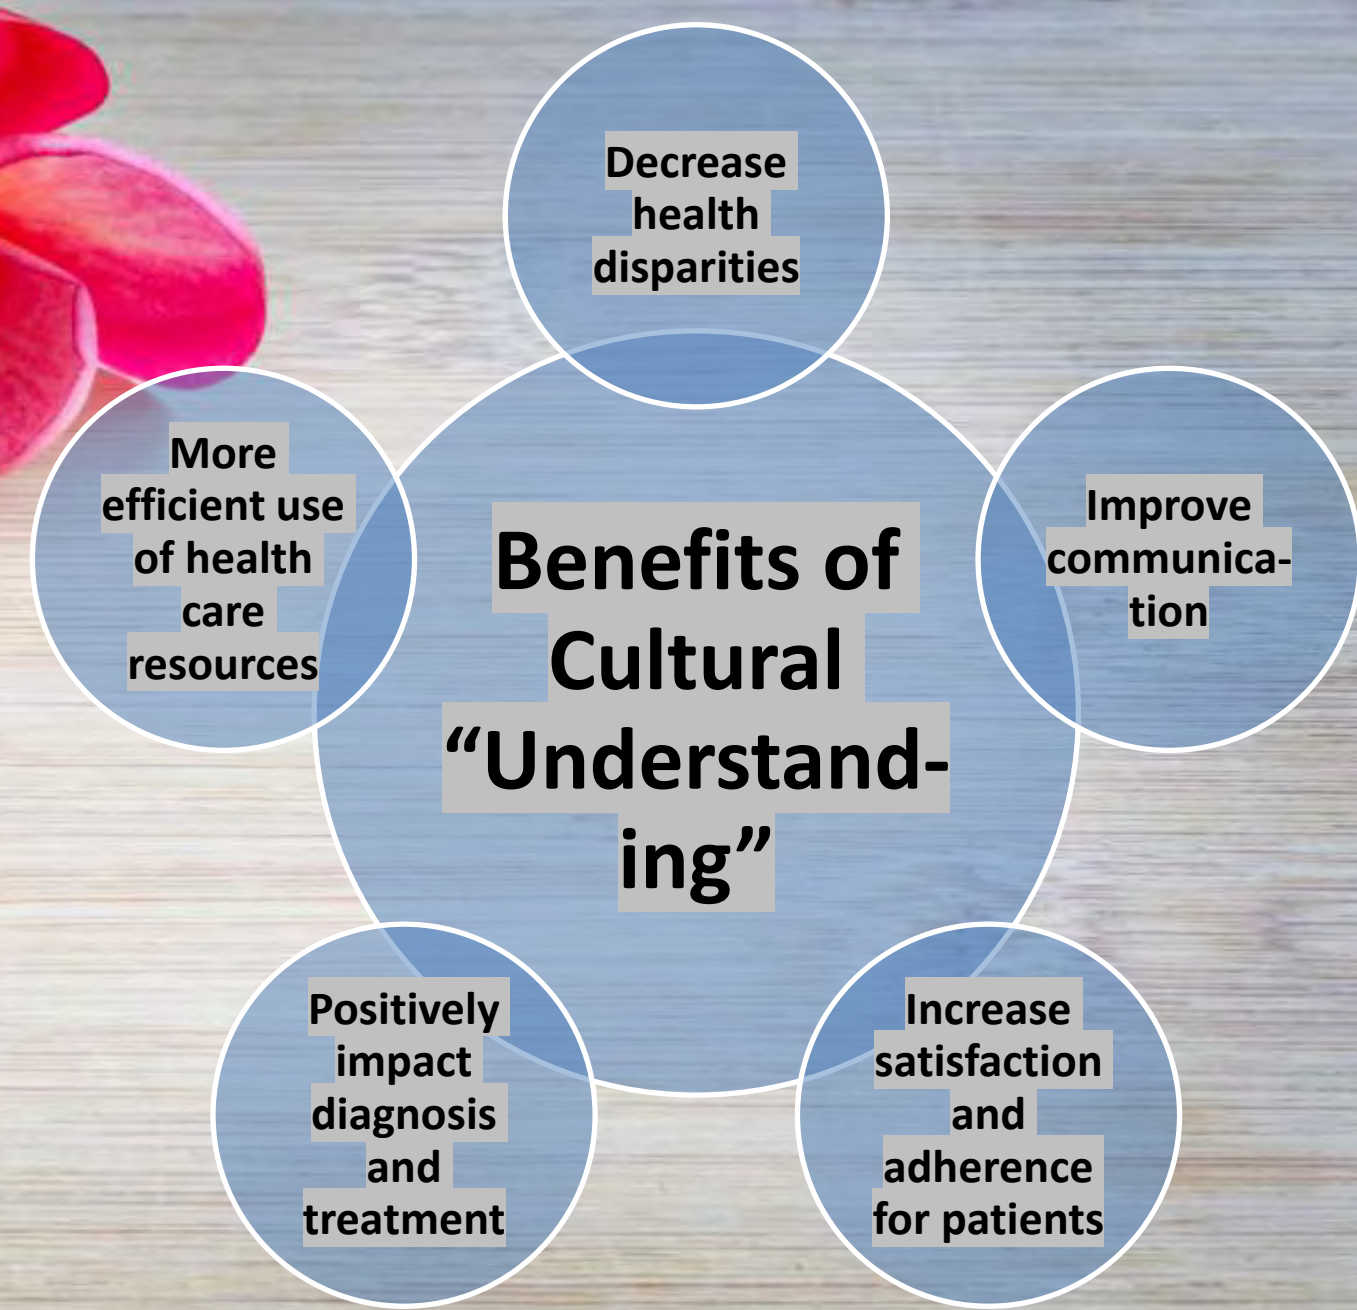 Decrease
health
disparities
More
efficient use
of health
care
resources
Improve
communica-
tion
Benefits of
Cultural
“Understand-
ing”
Positively
impact
diagnosis
and
treatment
Increase
satisfaction
and
adherence
for patients